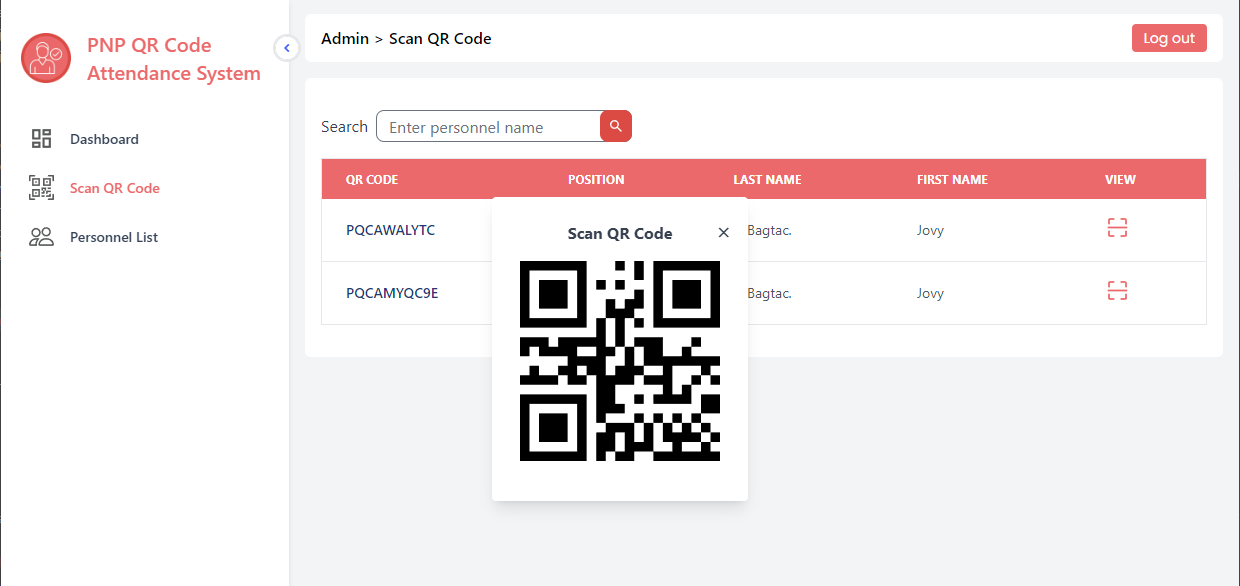 PNP QR Code
Attendance System
Dashboard
Scan QR Code
Personnel List
Admin > Scan QR Code
Log out
Search Enter personnel name
QR CODE POSITION LAST NAME FIRST NAME VIEW
PQCAWALYTC Bagtac. Jovy
PQCAMYQC9E Bagtac. Jovy
Scan QR Code ×